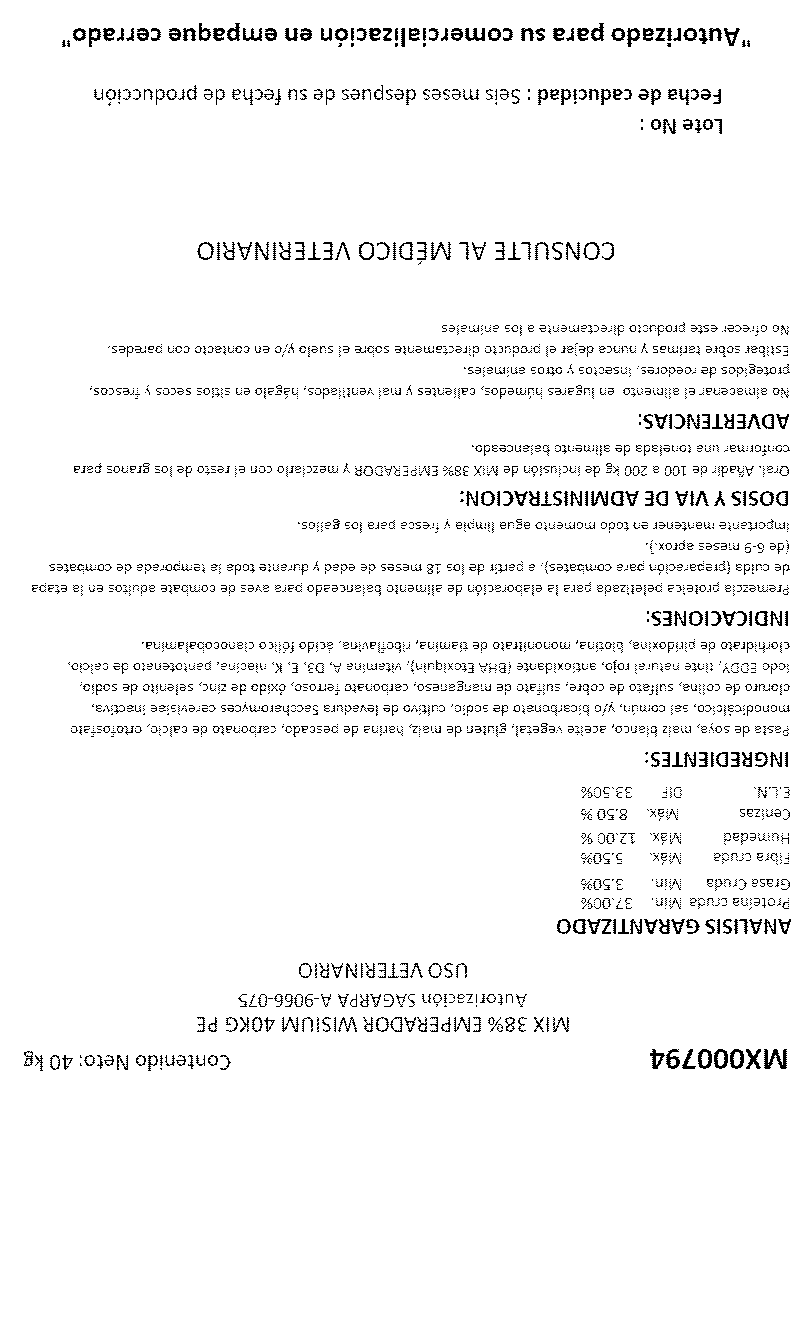 MX000794 Contenido Neto: 40 kg
MIX 38% EMPERADOR WISIUM 40KG PE
Autorización SAGARPA A-9066-075
USO VETERINARIO
ANALISIS GARANTIZADO
Proteína cruda Min. 37.00%
Grasa Cruda Min. 3.50%
Fibra cruda Máx. 5.50%
Humedad Máx. 12.00 %
Cenizas Máx. 8.50 %
E.L.N. DIF 33.50%
INGREDIENTES:
Pasta de soya, maíz blanco, aceite vegetal, gluten de maíz, harina de pescado, carbonato de calcio, ortofosfato
monodicálcico, sal común, y/o bicarbonato de sodio, cultivo de levadura Saccharomyces cerevisiae inactiva,
cloruro de colina, sulfato de cobre, sulfato de manganeso, carbonato ferroso, óxido de zinc, selenito de sodio,
iodo EDDY, tinte natural rojo, antioxidante (BHA Etoxiquin), vitamina A, D3, E, K, niacina, pantotenato de calcio,
clorhidrato de piridoxina, biotina, mononitrato de tiamina, riboflavina, ácido fólico cianocobalamina.
INDICACIONES:
Premezcla proteica peletizada para la elaboración de alimento balanceado para aves de combate adultos en la etapa
de cuida (preparación para combates), a partir de los 18 meses de edad y durante toda la temporada de combates
(de 6-9 meses aprox.).
Importante mantener en todo momento agua limpia y fresca para los gallos.
DOSIS Y VIA DE ADMINISTRACION:
Oral. Añadir de 100 a 200 kg de inclusión de MIX 38% EMPERADOR y mezclarlo con el resto de los granos para
conformar una tonelada de alimento balanceado.
ADVERTENCIAS:
No almacenar el alimento en lugares húmedos, calientes y mal ventilados, hágalo en sitios secos y frescos,
protegidos de roedores, insectos y otros animales.
Estibar sobre tarimas y nunca dejar el producto directamente sobre el suelo y/o en contacto con paredes.
No ofrecer este producto directamente a los animales
CONSULTE AL MÉDICO VETERINARIO
Lote No :
Fecha de caducidad : Seis meses despues de su fecha de producción
"Autorizado para su comercialización en empaque cerrado"